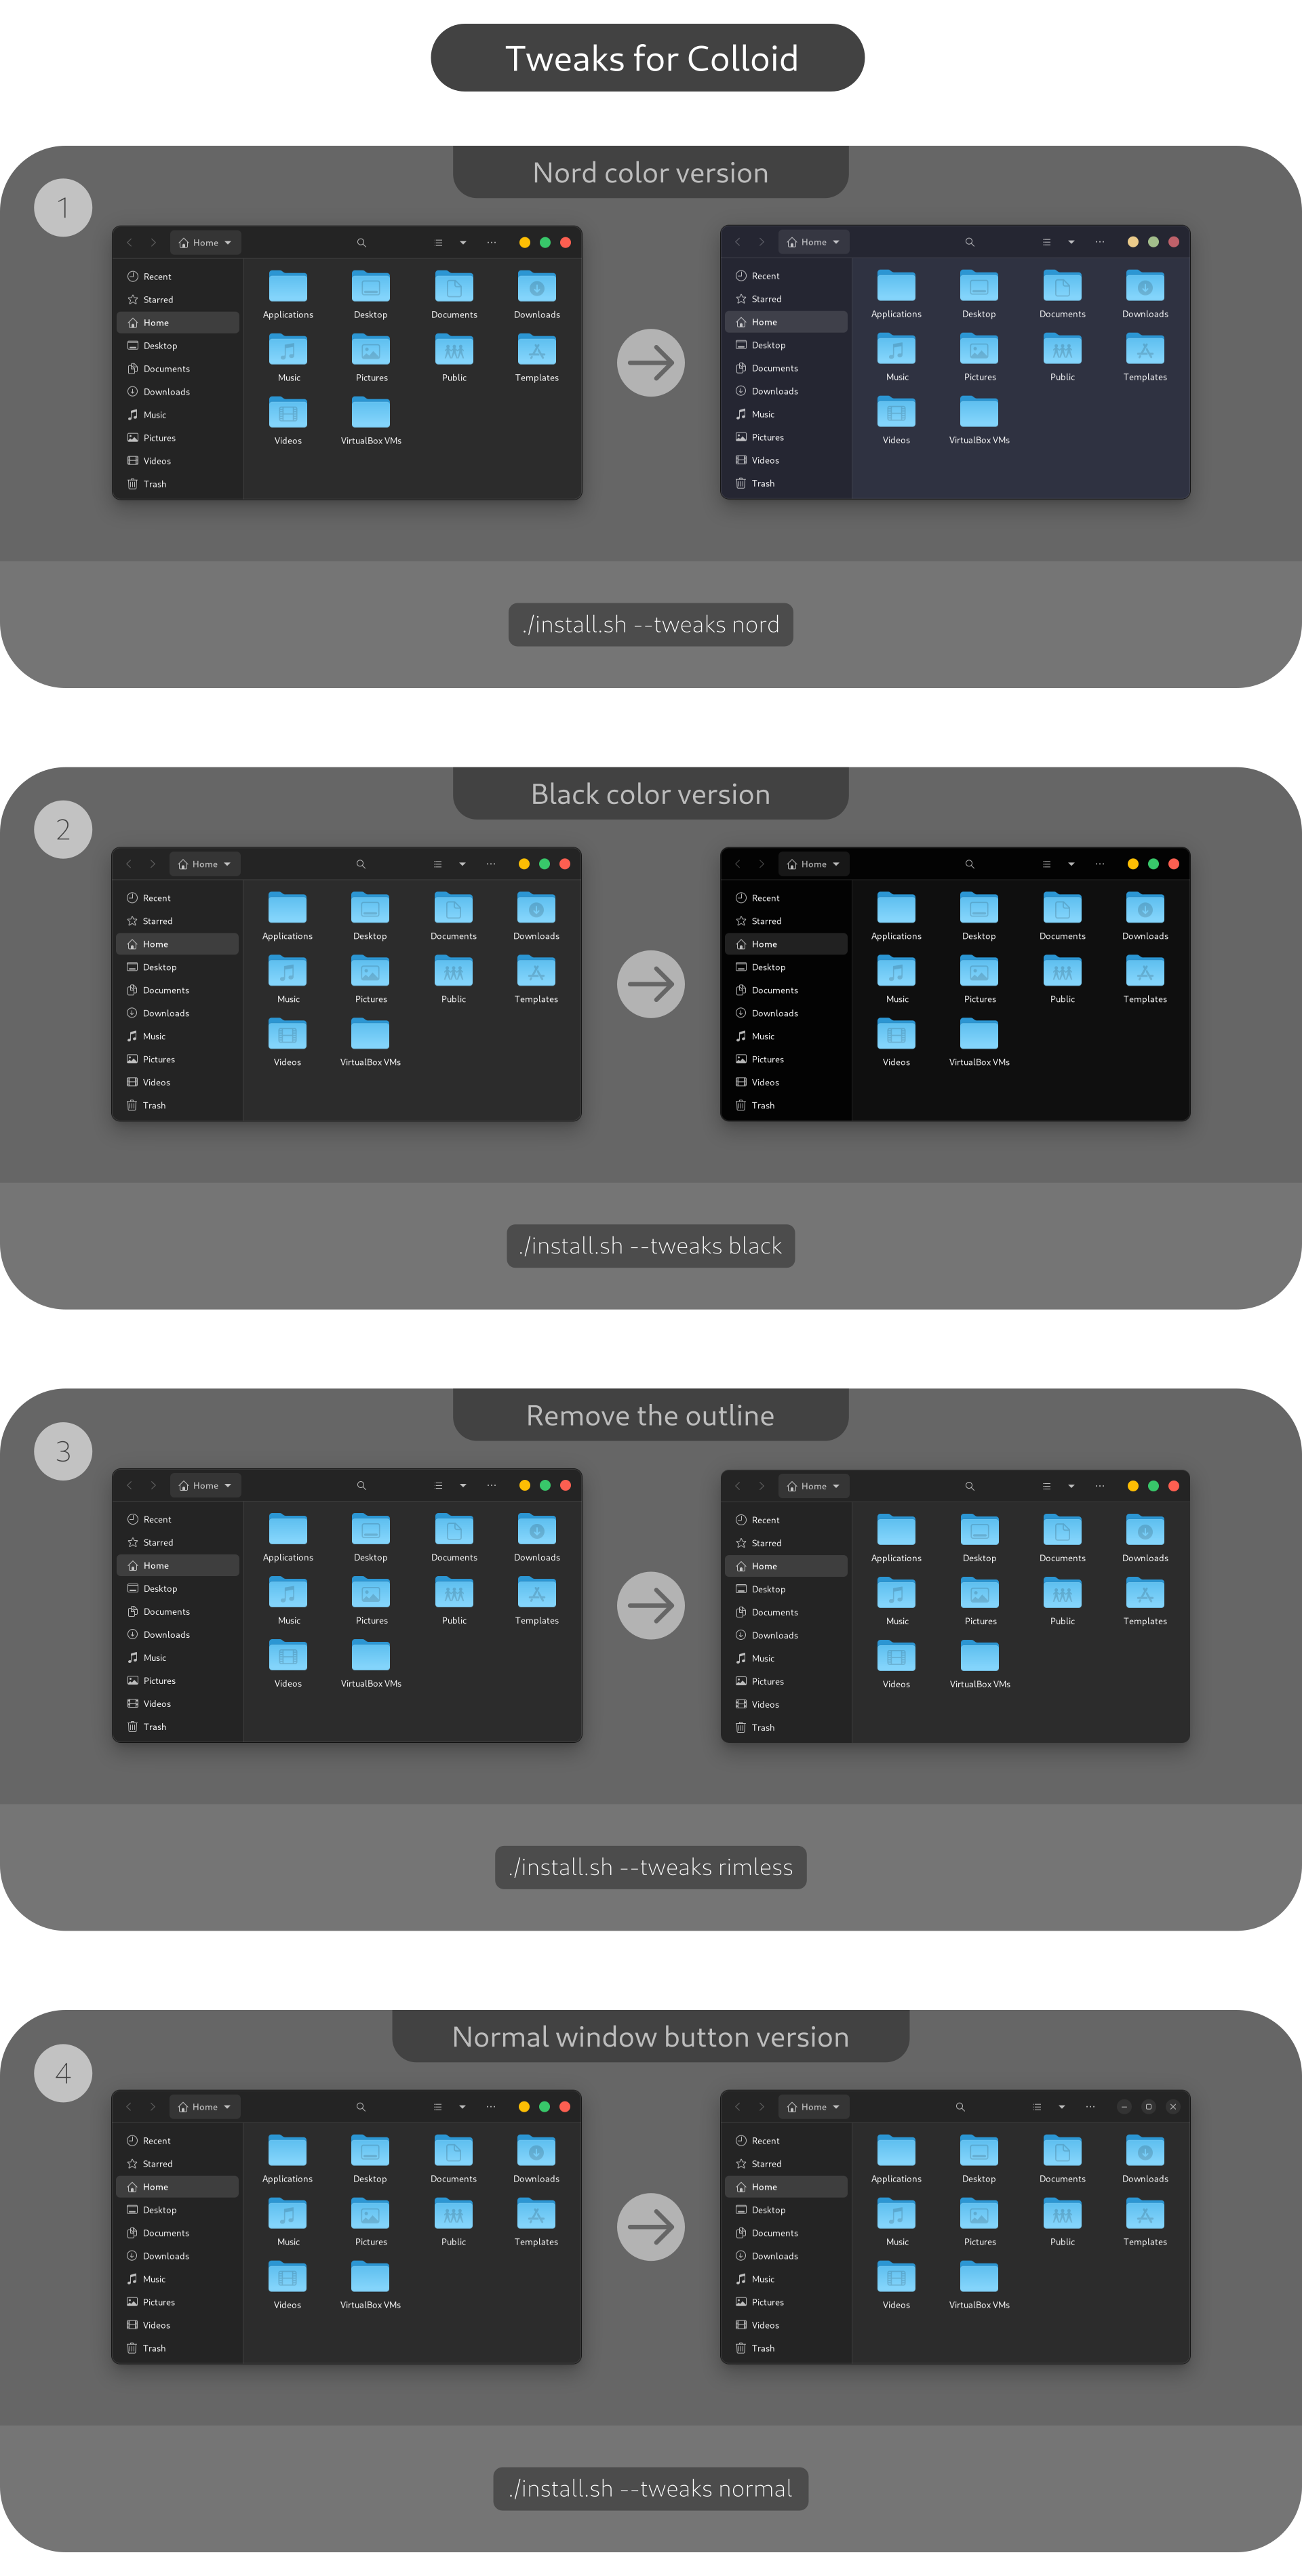 Tweaks for Colloid
Nord color version
1
Home
Recent
Starred
Home
Desktop
Documents
Downloads
Music
Pictures
Videos
Trash
Applications Desktop Documents Downloads
Music Pictures Public Templates
Videos VirtualBox VMs
Home
Recent
Starred
Home
Desktop
Documents
Downloads
Music
Pictures
Videos
Trash
Applications Desktop Documents Downloads
Music Pictures Public Templates
Videos VirtualBox VMs
./install.sh --tweaks nord
Black color version
2
Home
Recent
Starred
Home
Desktop
Documents
Downloads
Music
Pictures
Videos
Trash
Applications Desktop Documents Downloads
Music Pictures Public Templates
Videos VirtualBox VMs
Home
Recent
Starred
Home
Desktop
Documents
Downloads
Music
Pictures
Videos
Trash
Applications Desktop Documents Downloads
Music Pictures Public Templates
Videos VirtualBox VMs
./install.sh --tweaks black
Remove the outline
3
Home
Recent
Starred
Home
Desktop
Documents
Downloads
Music
Pictures
Videos
Trash
Applications Desktop Documents Downloads
Music Pictures Public Templates
Videos VirtualBox VMs
Home
Recent
Starred
Home
Desktop
Documents
Downloads
Music
Pictures
Videos
Trash
Applications Desktop Documents Downloads
Music Pictures Public Templates
Videos VirtualBox VMs
./install.sh --tweaks rimless
Normal window button version
4
Home
Recent
Starred
Home
Desktop
Documents
Downloads
Music
Pictures
Videos
Trash
Applications Desktop Documents Downloads
Music Pictures Public Templates
Videos VirtualBox VMs
Home
Recent
Starred
Home
Desktop
Documents
Downloads
Music
Pictures
Videos
Trash
Applications Desktop Documents Downloads
Music Pictures Public Templates
Videos VirtualBox VMs
./install.sh --tweaks normal